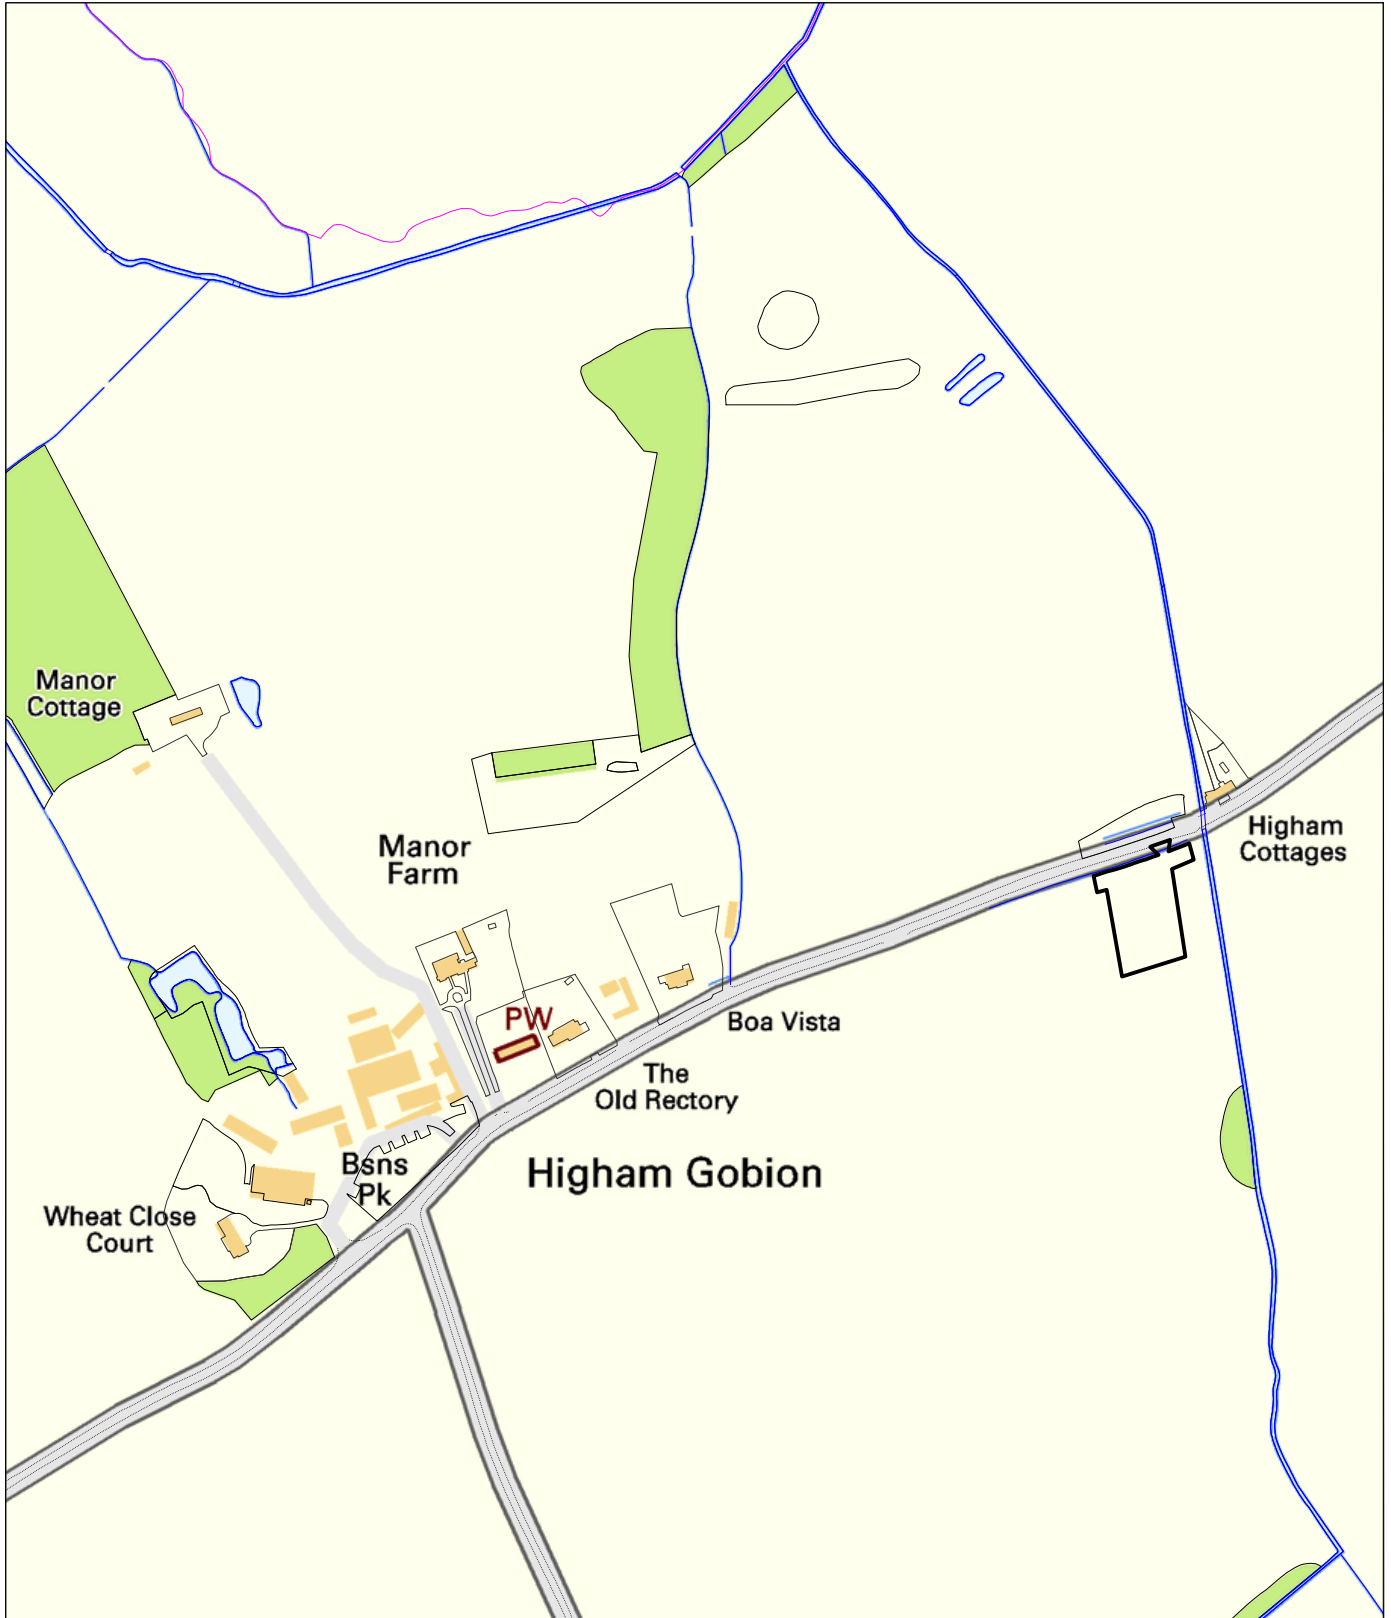 Manor
Cottage
Manor
Farm
Higham
Cottages
PW
Boa Vista
The
Old Rectory
Bsns
Pk
Higham Gobion
Wheat Close
Court